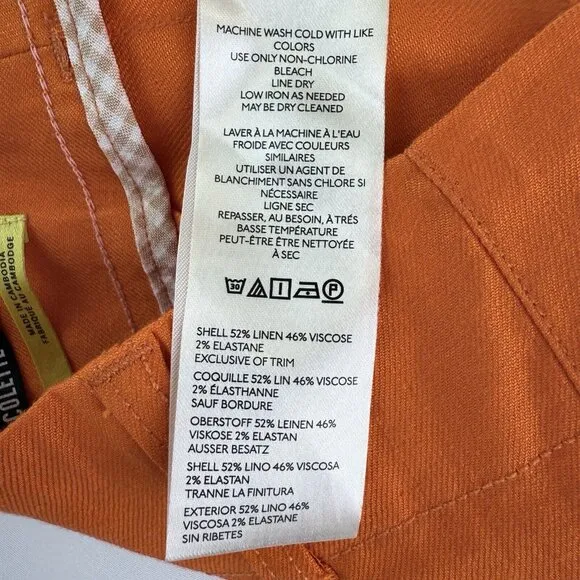 MACHINE WASH COLD WITH LIKE
COLORS
USE ONLY NON-CHLORINE
BLEACH
LINE DRY
LOW IRON AS NEEDED
MAY BE DRY CLEANED
LAVER À LA MACHINE À L'EAU
FROIDE AVEC COULEURS
SIMILAIRES
UTILISER UN AGENT DE
BLANCHIMENT SANS CHLORE SI
NÉCESSAIRE
LIGNE SEC
REPASSER, AU BESOIN, À TRÉS
BASSE TEMPÉRATURE
PEUT-ÊTRE ÊTRE NETTOYÉE
À SEC
30
P
SHELL 52% LINEN 46% VISCOSE
2% ELASTANE
EXCLUSIVE OF TRIM
COQUILLE 52% LIN 46% VISCOSE
2% ÉLASTHANNE
SAUF BORDURE
OBERSTOFF 52% LEINEN 46%
VISKOSE 2% ELASTAN
AUSSER BESATZ
SHELL 52% LINO 46% VISCOSA
2% ELASTAN
TRANNE LA FINITURA
EXTERIOR 52% LINO 46%
VISCOSA 2% ELASTANE
SIN RIBETES
MADE IN CAMBODIA
FABRIQUÉ AU CAMBODGE
COLETTE